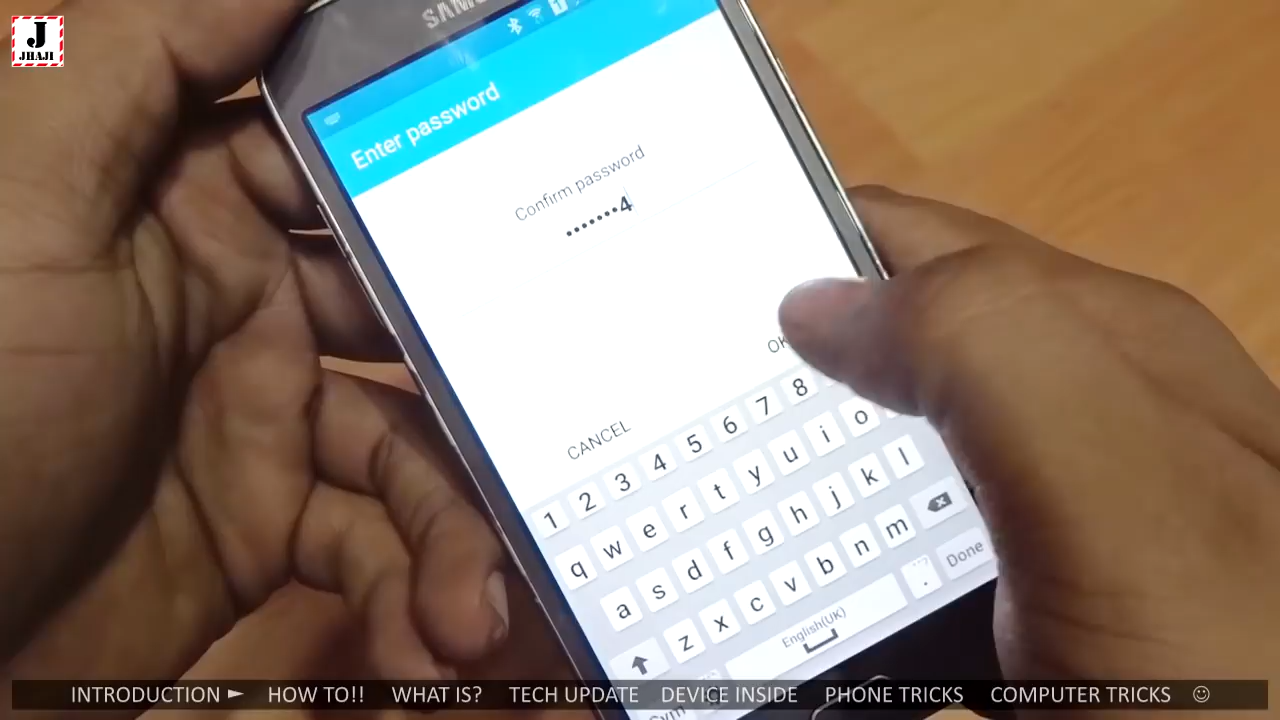 J
JHAJI
Enter password
Confirm password
•••••••4
OK
CANCEL
1 2 3 4 5 6 7 8
q w e r t y u i o
a s d f g h j k l
z x c v b n m
English(UK) . Done
INTRODUCTION ► HOW TO!! WHAT IS? TECH UPDATE DEVICE INSIDE PHONE TRICKS COMPUTER TRICKS ☺